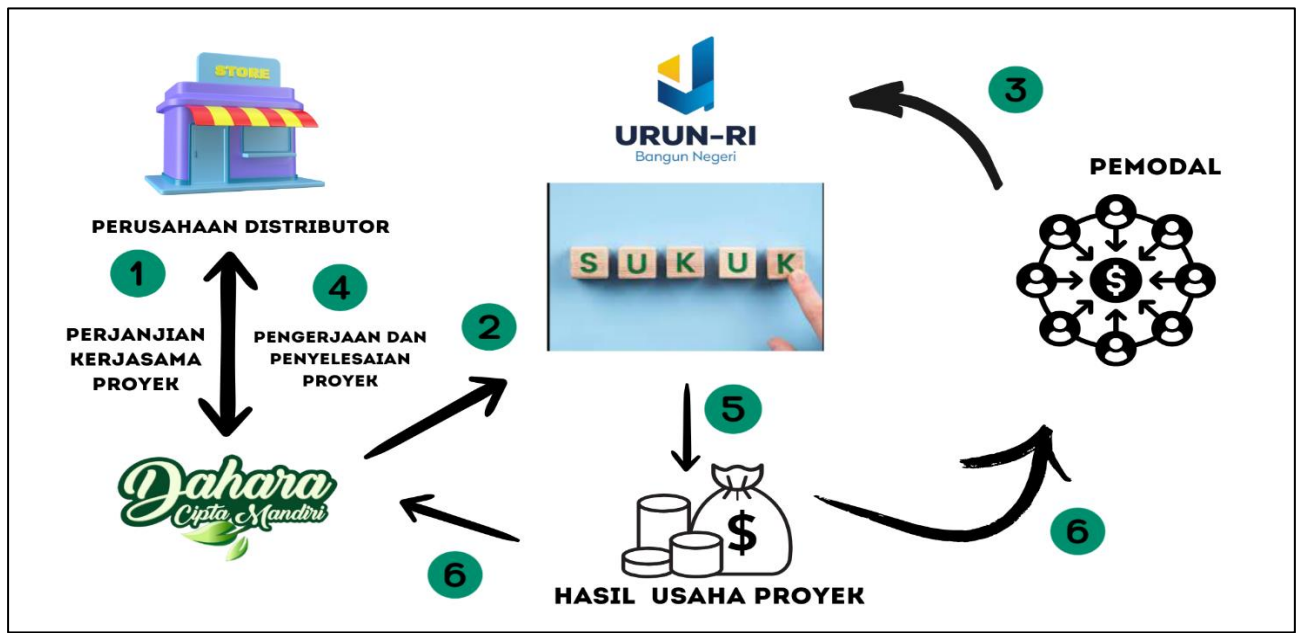 STORE
URUN-RI
Bangun Negeri
3
PEMODAL
PERUSAHAAN DISTRIBUTOR
SUKUK
1
4
2
PERJANJIAN
KERJASAMA
PROYEK
PENGERJAAN DAN
PENYELESAIAN
PROYEK
$
5
Dahara
Cipta Mandiri
$
6
6
HASIL USAHA PROYEK